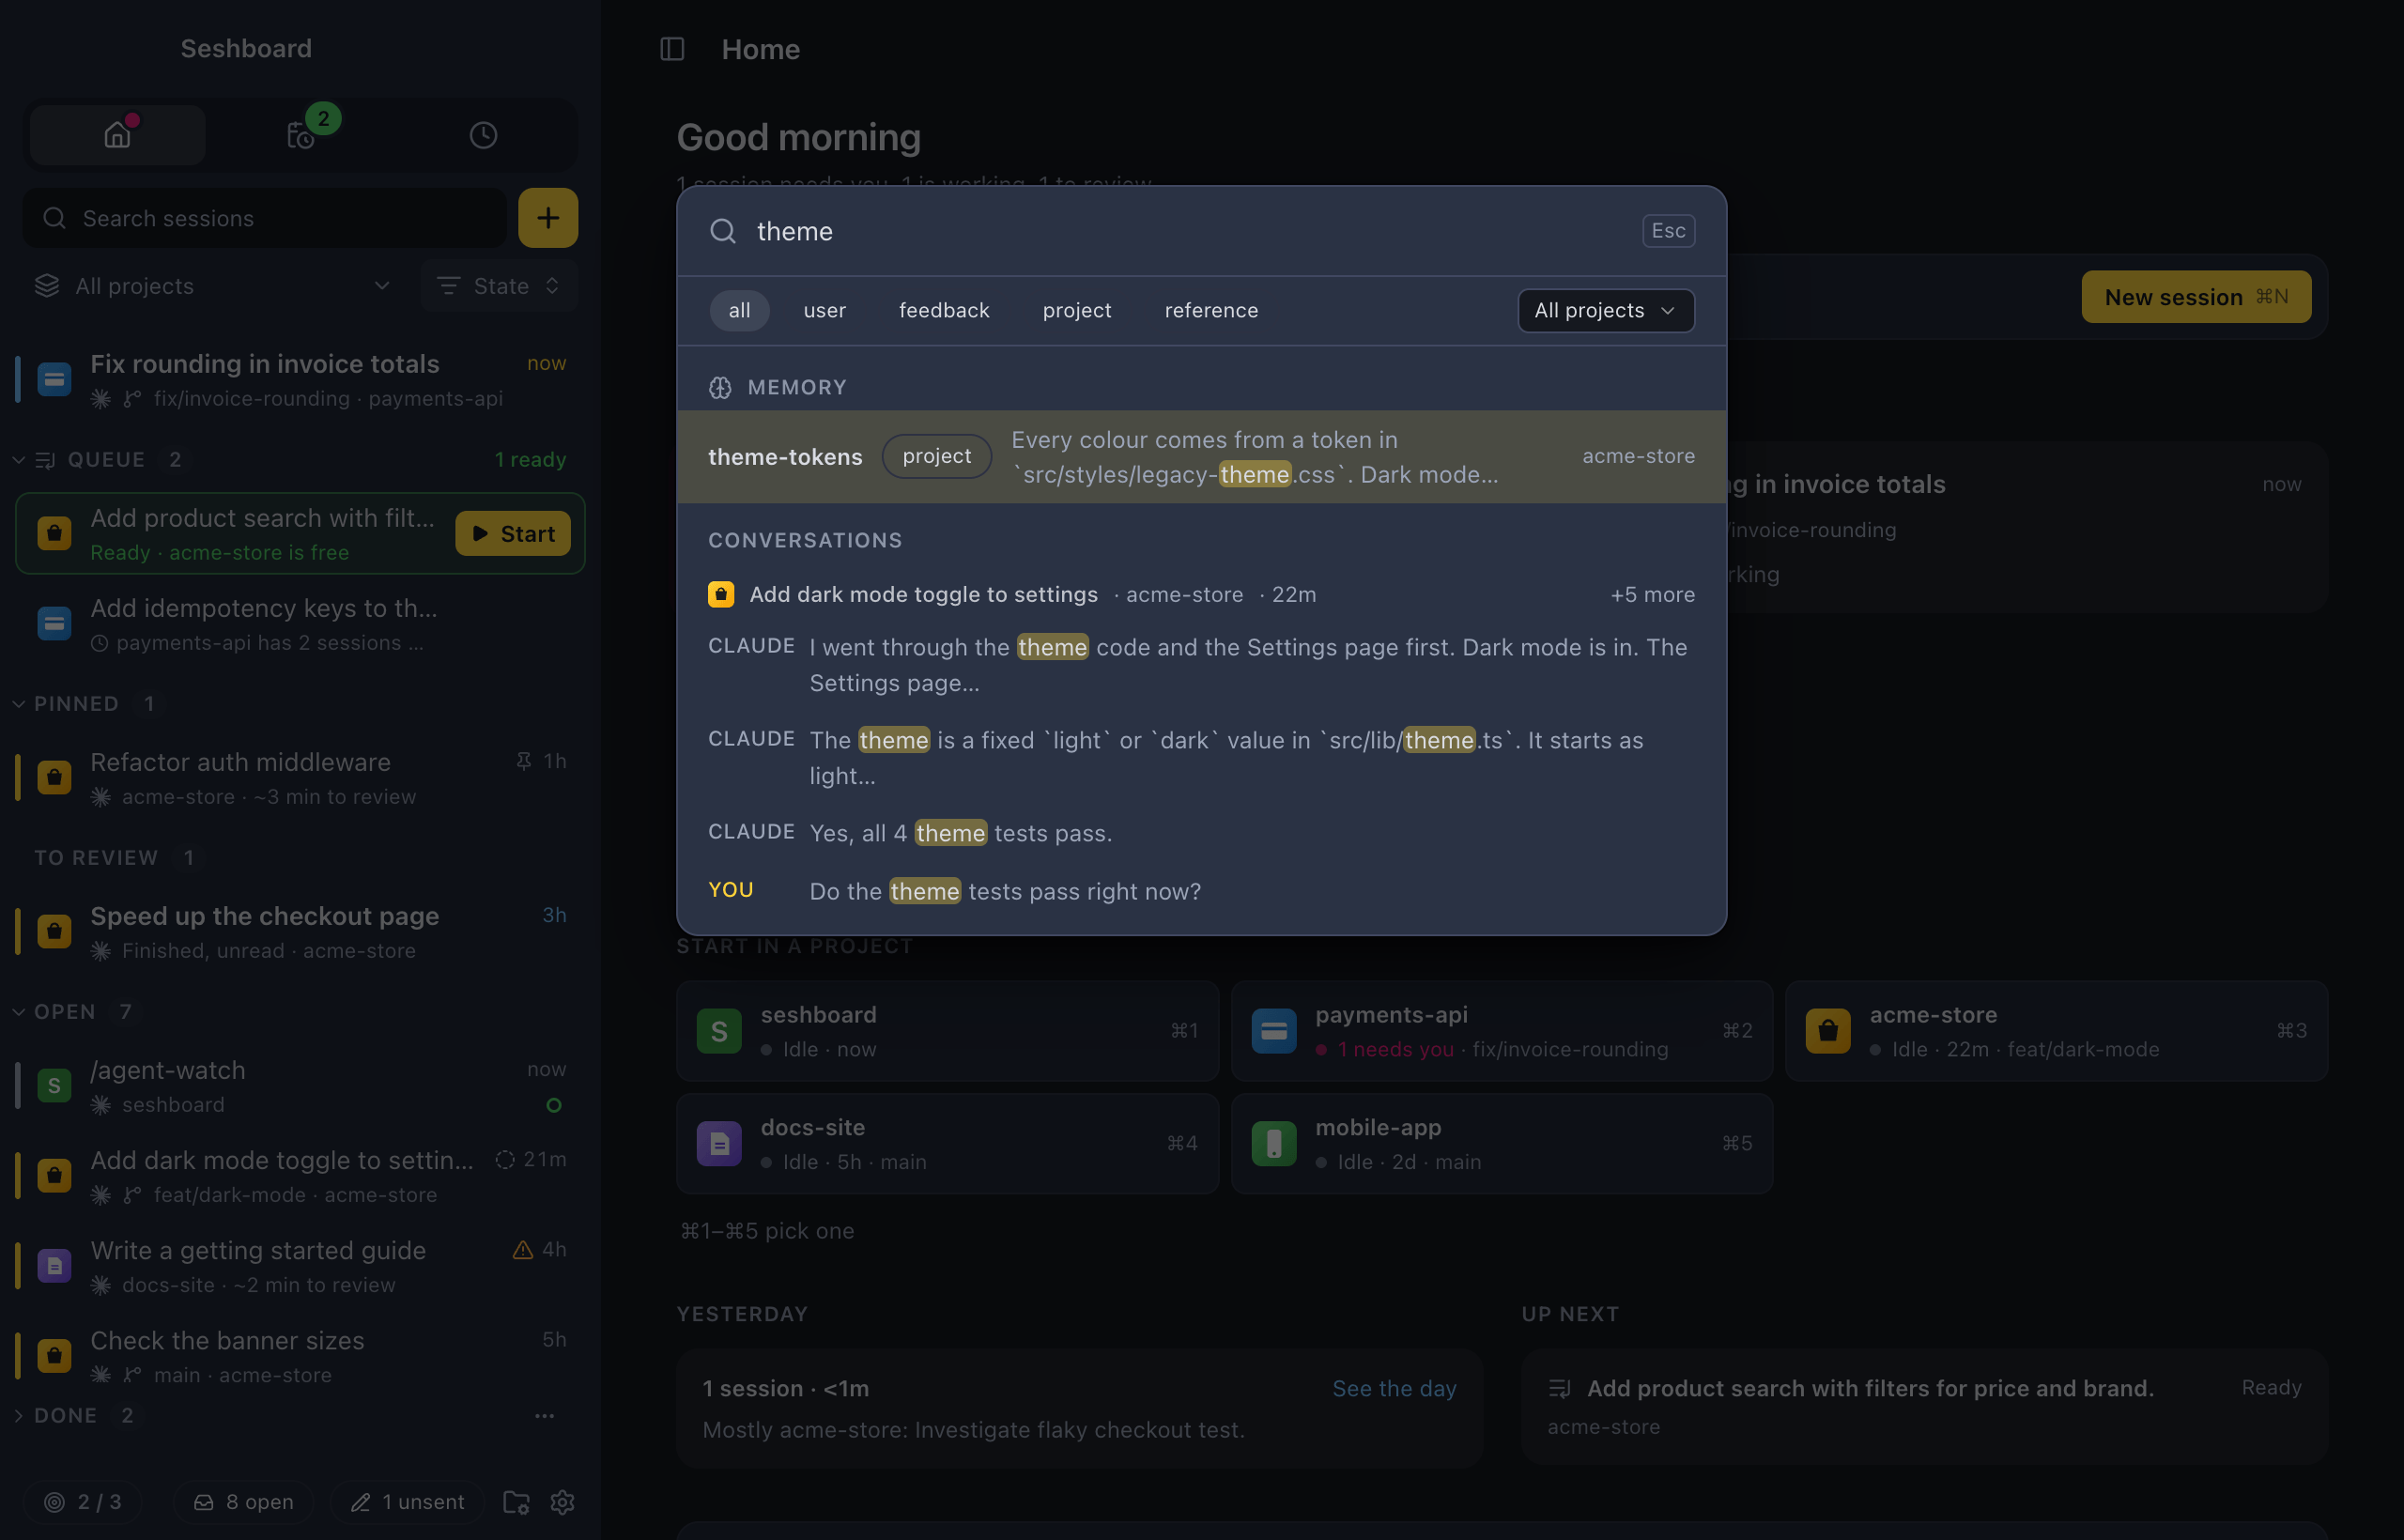 Seshboard
2
Search sessions
All projects
State
Fix rounding in invoice totals
now
fix/invoice-rounding · payments-api
QUEUE 2
1 ready
Add product search with filt...
Ready · acme-store is free
Start
Add idempotency keys to th...
payments-api has 2 sessions ...
PINNED 1
Refactor auth middleware
1h
acme-store · ~3 min to review
TO REVIEW 1
Speed up the checkout page
3h
Finished, unread · acme-store
OPEN 7
S
/agent-watch
now
seshboard
Add dark mode toggle to settin...
21m
feat/dark-mode · acme-store
Write a getting started guide
4h
docs-site · ~2 min to review
Check the banner sizes
5h
main · acme-store
DONE 2
2 / 3
8 open
1 unsent
Home
Good morning
1 session needs you, 1 is working, 1 to review
New session ⌘N
theme
Esc
all
user
feedback
project
reference
All projects
MEMORY
theme-tokens
project
Every colour comes from a token in
`src/styles/legacy-theme.css`. Dark mode...
acme-store
CONVERSATIONS
Add dark mode toggle to settings · acme-store · 22m
+5 more
CLAUDE I went through the theme code and the Settings page first. Dark mode is in. The
Settings page...
CLAUDE The theme is a fixed `light` or `dark` value in `src/lib/theme.ts`. It starts as
light...
CLAUDE Yes, all 4 theme tests pass.
YOU Do the theme tests pass right now?
in invoice totals
now
/invoice-rounding
START IN A PROJECT
S
seshboard
Idle · now
⌘1
payments-api
1 needs you · fix/invoice-rounding
⌘2
acme-store
Idle · 22m · feat/dark-mode
⌘3
docs-site
Idle · 5h · main
⌘4
mobile-app
Idle · 2d · main
⌘5
⌘1–⌘5 pick one
YESTERDAY
1 session · <1m
See the day
Mostly acme-store: Investigate flaky checkout test.
UP NEXT
Add product search with filters for price and brand.
Ready
acme-store